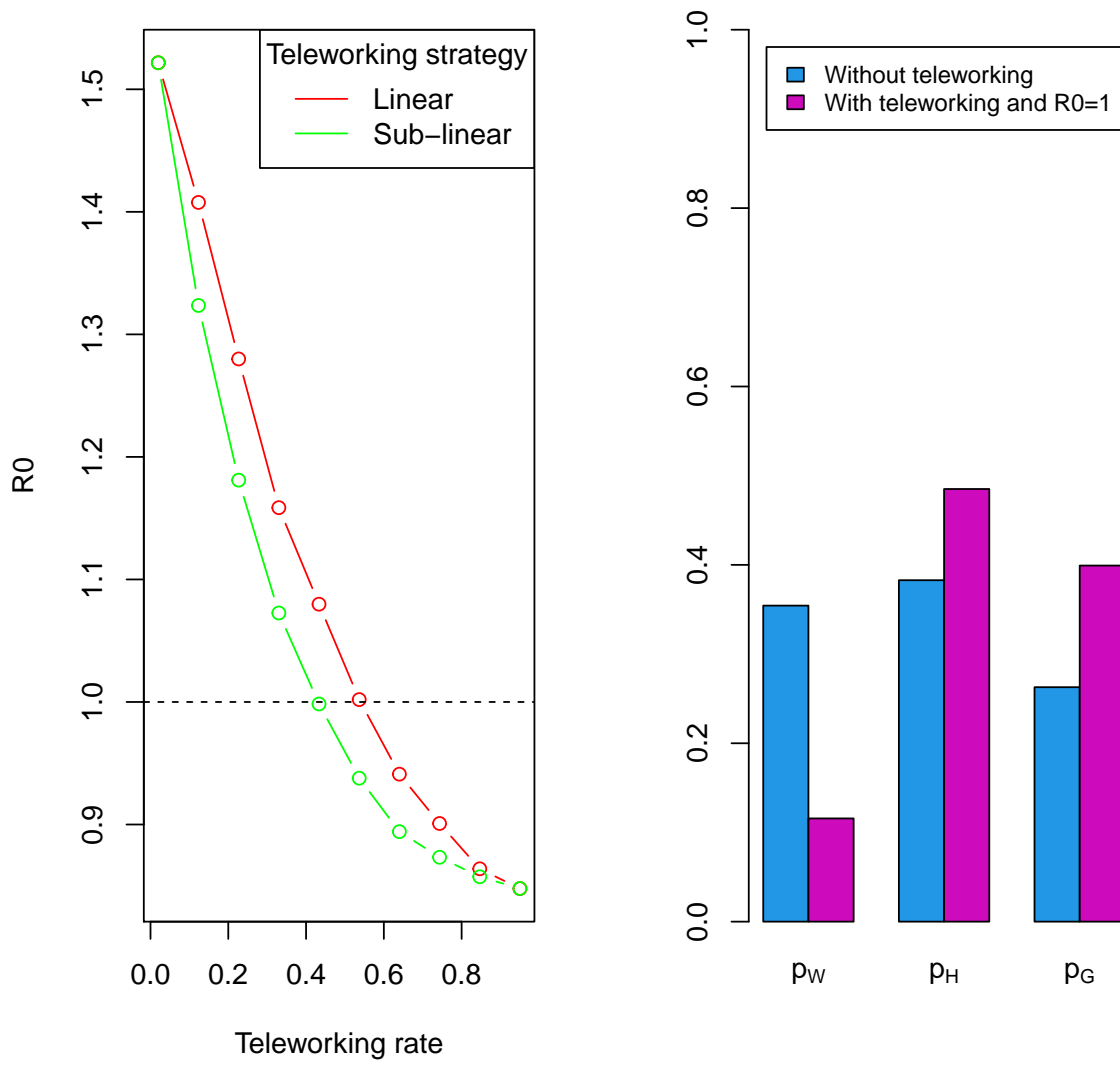 Teleworking strategy
Linear
Sub−linear
R0
1.5
1.4
1.3
1.2
1.1
1.0
0.9
0.0 0.2 0.4 0.6 0.8
Teleworking rate
Without teleworking
With teleworking and R0=1
1.0
0.8
0.6
0.4
0.2
0.0
pW pH pG